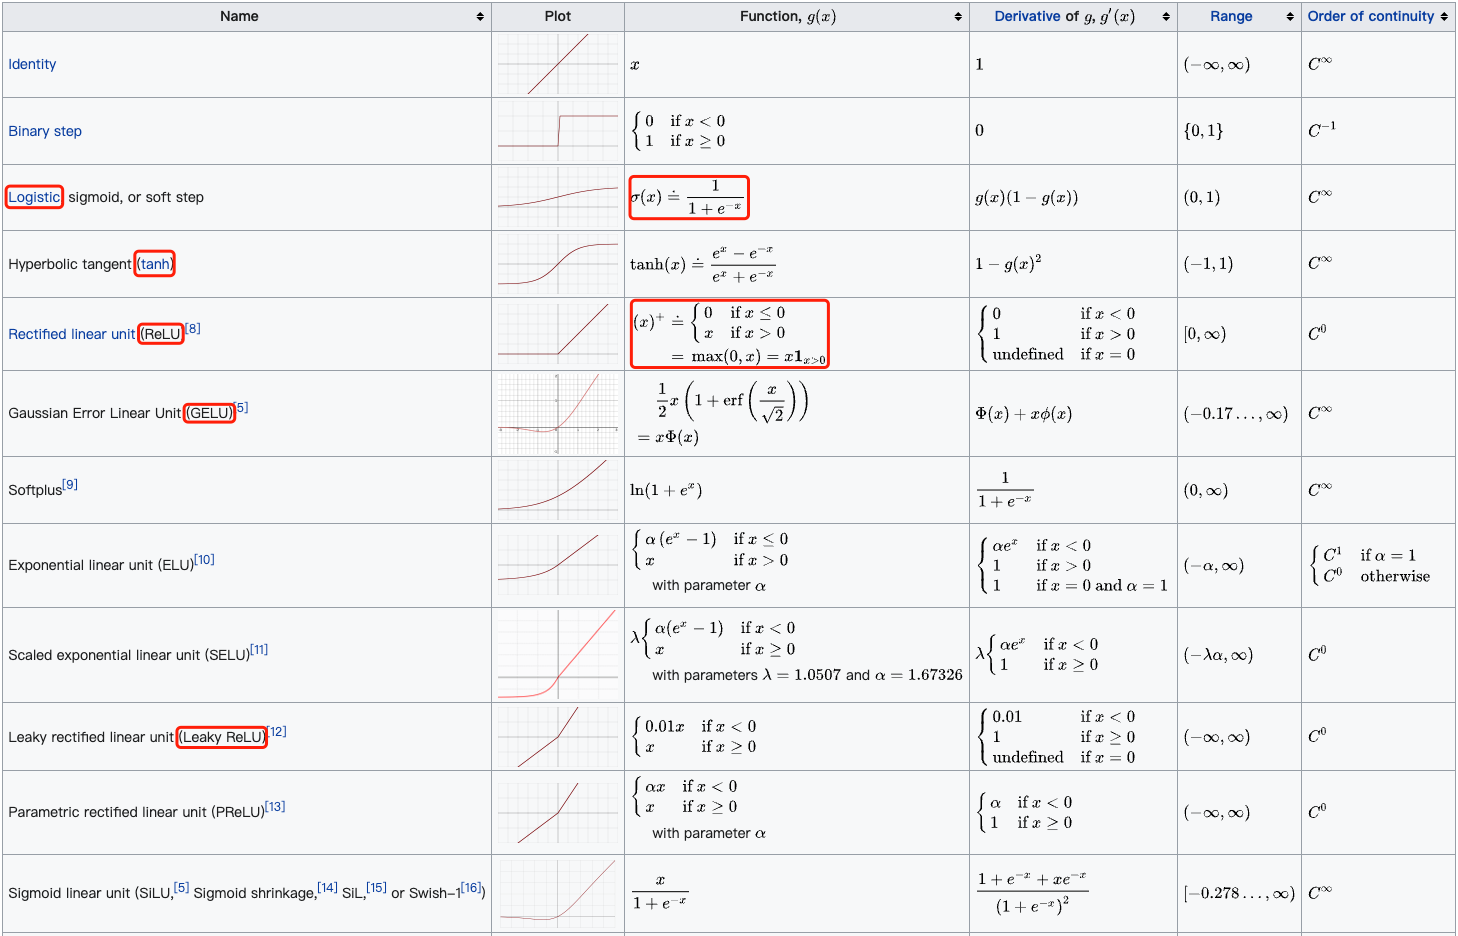 Name Plot Function, g(x) Derivative of g, g′(x) Range Order of continuity
Identity x 1 (−∞, ∞) C^∞
Binary step { 0 if x < 0 0 {0, 1} C^−1
1 if x ≥ 0
Logistic sigmoid, or soft step σ(x) ≐ 1 / (1 + e^−x) g(x)(1 − g(x)) (0, 1) C^∞
Hyperbolic tangent (tanh) tanh(x) ≐ (e^x − e^−x) / (e^x + e^−x) 1 − g(x)^2 (−1, 1) C^∞
Rectified linear unit (ReLU)[8] (x)^+ ≐ { 0 if x ≤ 0 { 0 if x < 0 [0, ∞) C^0
x if x > 0 1 if x > 0
= max(0, x) = x1_x>0 undefined if x = 0
Gaussian Error Linear Unit (GELU)[5] 1/2 x (1 + erf (x/√2)) Φ(x) + xϕ(x) (−0.17…, ∞) C^∞
= xΦ(x)
Softplus[9] ln(1 + e^x) 1 / (1 + e^−x) (0, ∞) C^∞
Exponential linear unit (ELU)[10] { α (e^x − 1) if x ≤ 0 { αe^x if x < 0 (−α, ∞) { C^1 if α = 1
x if x > 0 1 if x > 0 C^0 otherwise
with parameter α 1 if x = 0 and α = 1
Scaled exponential linear unit (SELU)[11] λ{ α(e^x − 1) if x < 0 λ{ αe^x if x < 0 (−λα, ∞) C^0
x if x ≥ 0 1 if x ≥ 0
with parameters λ = 1.0507 and α = 1.67326
Leaky rectified linear unit (Leaky ReLU)[12] { 0.01x if x < 0 { 0.01 if x < 0 (−∞, ∞) C^0
x if x ≥ 0 1 if x ≥ 0
undefined if x = 0
Parametric rectified linear unit (PReLU)[13] { αx if x < 0 { α if x < 0 (−∞, ∞) C^0
x if x ≥ 0 1 if x ≥ 0
with parameter α
Sigmoid linear unit (SiLU,[5] Sigmoid shrinkage,[14] SiL,[15] or Swish‑1[16]) x / (1 + e^−x) (1 + e^−x + xe^−x) / (1 + e^−x)^2 [−0.278…, ∞) C^∞